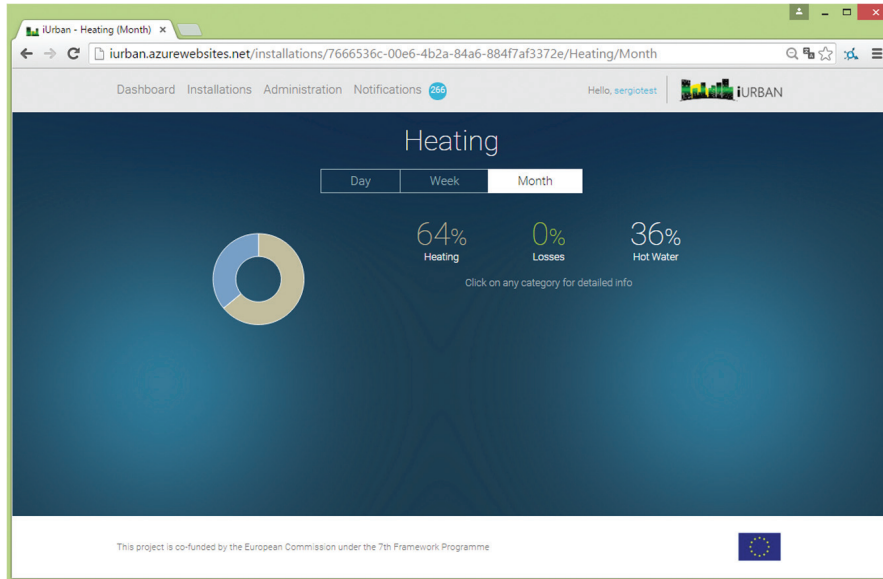 iUrban - Heating (Month)
iurban.azurewebsites.net/installations/7666536c-00e6-4b2a-84a6-884f7af3372e/Heating/Month
Dashboard Installations Administration Notifications 266 Hello, sergiotest iURBAN
Heating
Day Week Month
64% 0% 36%
Heating Losses Hot Water
Click on any category for detailed info
This project is co-funded by the European Commission under the 7th Framework Programme